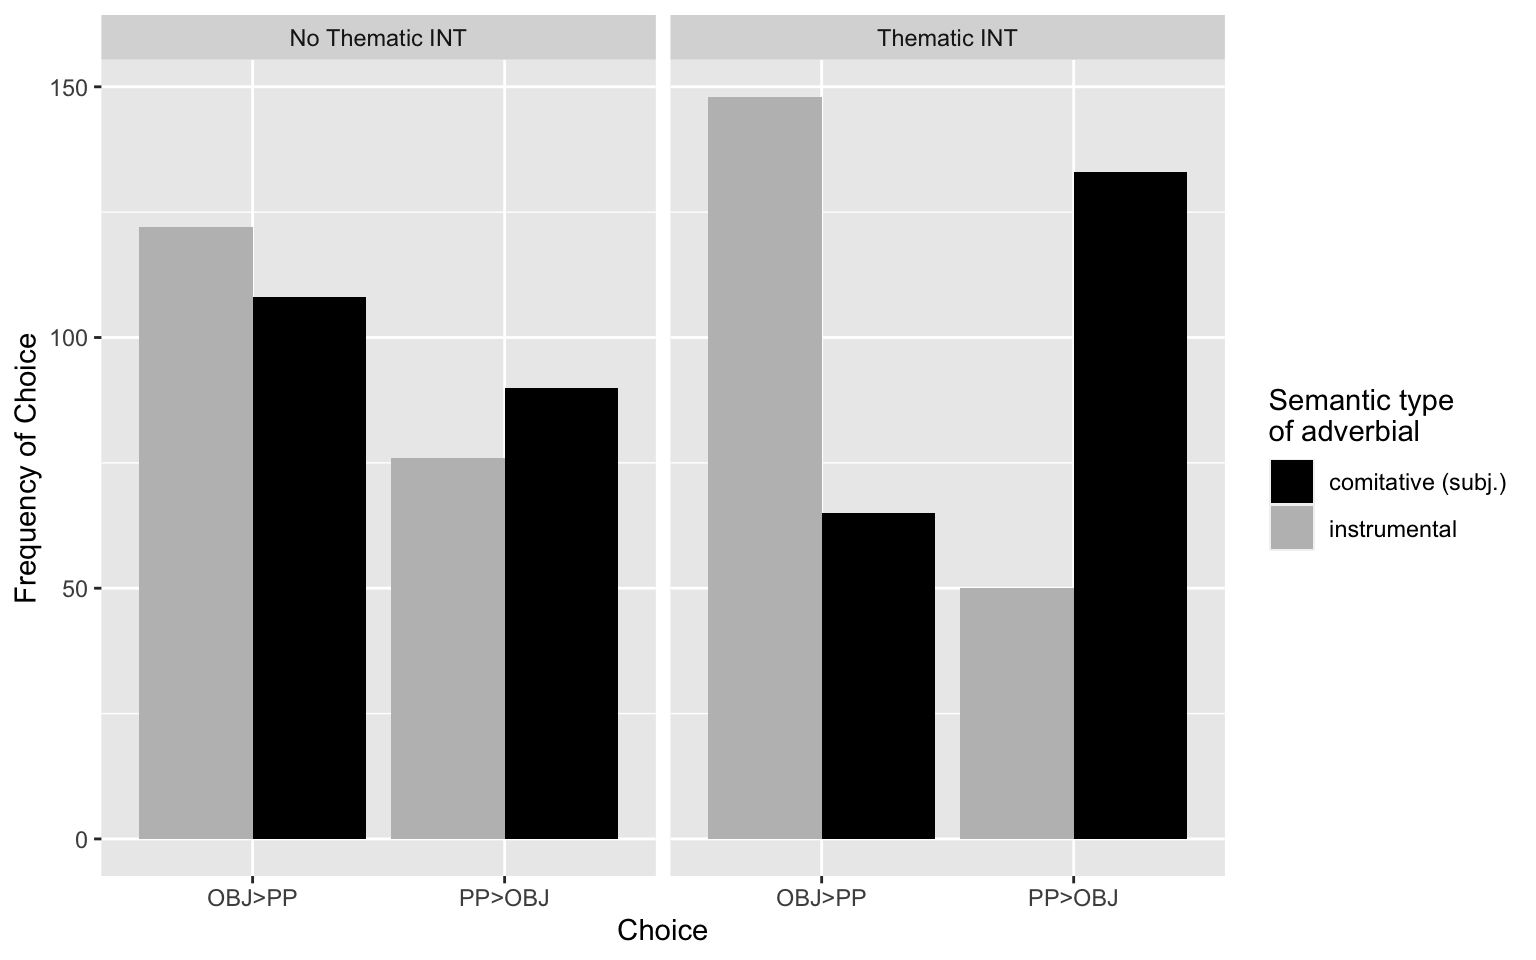 No Thematic INT
Thematic INT
150
100
50
0
Frequency of Choice
OBJ>PP
PP>OBJ
OBJ>PP
PP>OBJ
Choice
Semantic type
of adverbial
comitative (subj.)
instrumental